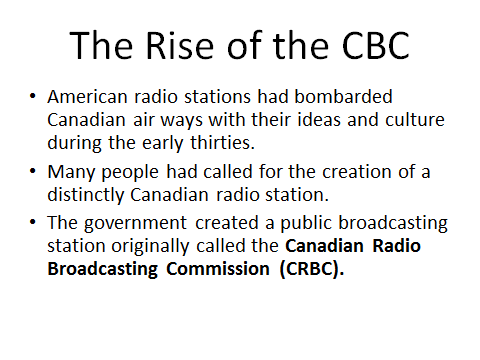 The Rise of the CBC
• American radio stations had bombarded
Canadian air ways with their ideas and culture
during the early thirties.
• Many people had called for the creation of a
distinctly Canadian radio station.
• The government created a public broadcasting
station originally called the Canadian Radio
Broadcasting Commission (CRBC).